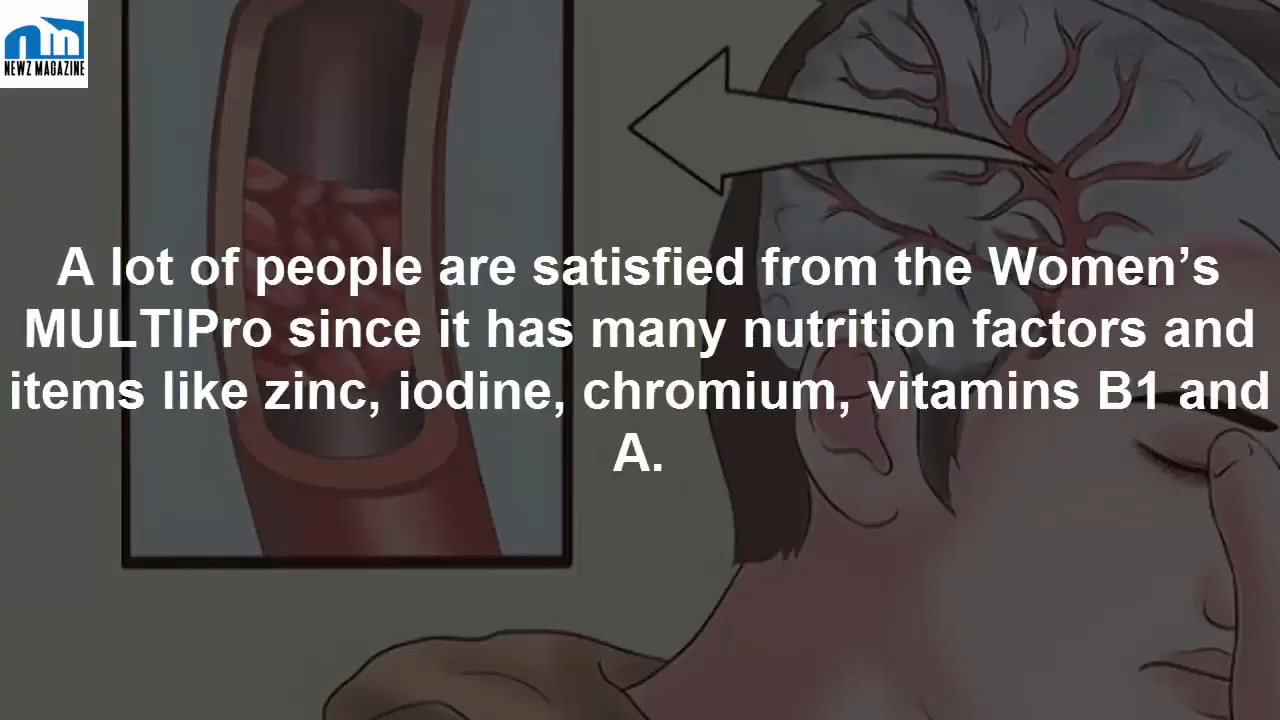 nm
NEWZ MAGAZINE
A lot of people are satisfied from the Women’s
MULTIPro since it has many nutrition factors and
items like zinc, iodine, chromium, vitamins B1 and
A.